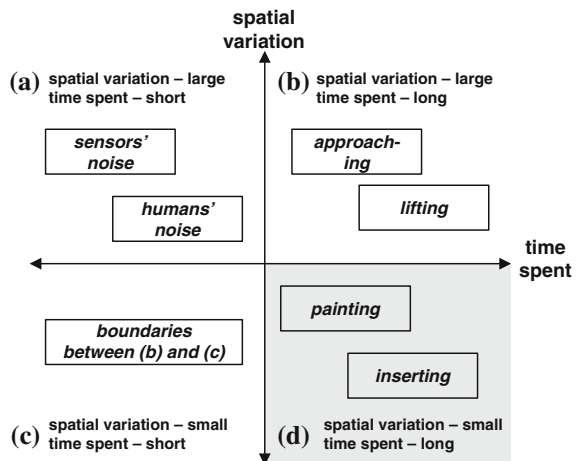 spatial
variation
(a) spatial variation – large
time spent – short
(b) spatial variation – large
time spent – long
sensors'
noise
approach-
ing
humans'
noise
lifting
time
spent
painting
boundaries
between (b) and (c)
inserting
(c) spatial variation – small
time spent – short
(d) spatial variation – small
time spent – long